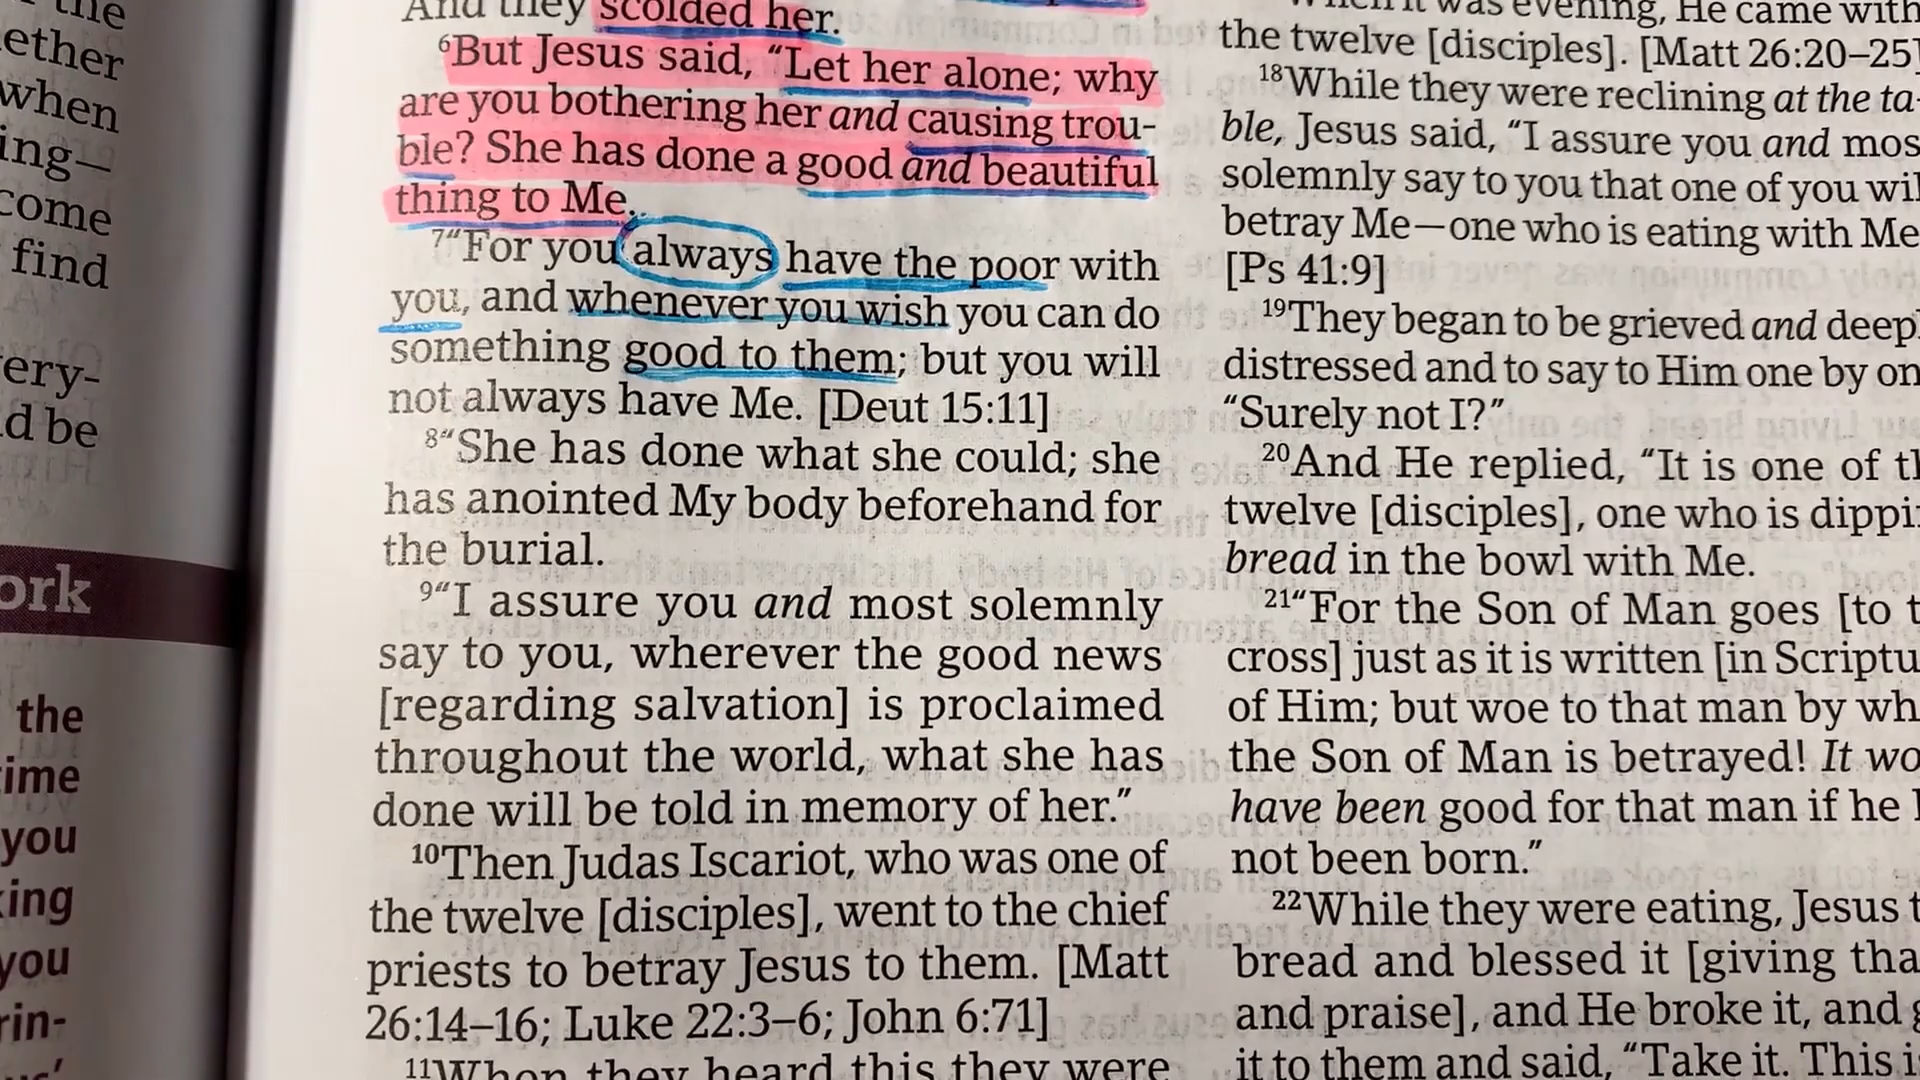 the
ether
when
ing—
come
find
ery-
d be
ork
the
ime
you
king
you
rin-
And they scolded her.
⁶But Jesus said, “Let her alone; why
are you bothering her and causing trou-
ble? She has done a good and beautiful
thing to Me.
⁷“For you always have the poor with
you, and whenever you wish you can do
something good to them; but you will
not always have Me. [Deut 15:11]
⁸“She has done what she could; she
has anointed My body beforehand for
the burial.
⁹“I assure you and most solemnly
say to you, wherever the good news
[regarding salvation] is proclaimed
throughout the world, what she has
done will be told in memory of her.”
¹⁰Then Judas Iscariot, who was one of
the twelve [disciples], went to the chief
priests to betray Jesus to them. [Matt
26:14–16; Luke 22:3–6; John 6:71]
¹¹When they heard this they were
When it was evening, He came with
the twelve [disciples]. [Matt 26:20–25]
¹⁸While they were reclining at the ta-
ble, Jesus said, “I assure you and mos
solemnly say to you that one of you wil
betray Me—one who is eating with Me
[Ps 41:9]
¹⁹They began to be grieved and deepl
distressed and to say to Him one by on
“Surely not I?”
²⁰And He replied, “It is one of th
twelve [disciples], one who is dippi
bread in the bowl with Me.
²¹“For the Son of Man goes [to t
cross] just as it is written [in Scriptu
of Him; but woe to that man by wh
the Son of Man is betrayed! It wo
have been good for that man if he
not been born.”
²²While they were eating, Jesus t
bread and blessed it [giving tha
and praise], and He broke it, and g
it to them and said, “Take it. This i